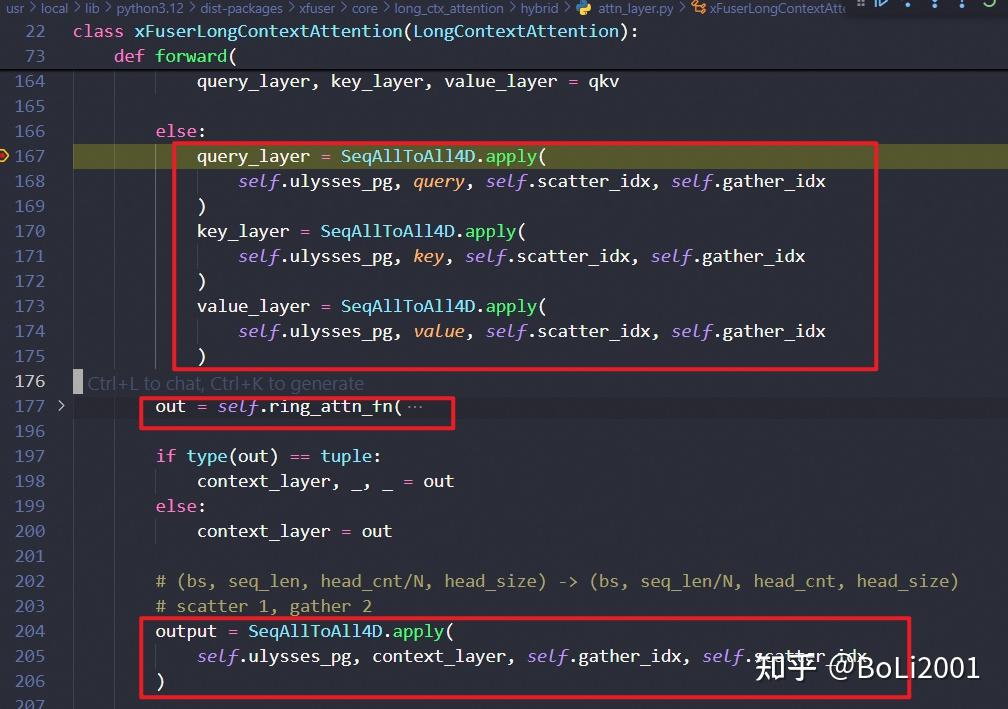 usr > local > lib > python3.12 > dist-packages > xfuser > core > long_ctx_attention > hybrid > attn_layer.py > xFuserLongContextAtte
22 class xFuserLongContextAttention(LongContextAttention):
73 def forward(
164 query_layer, key_layer, value_layer = qkv
165
166 else:
167 query_layer = SeqAllToAll4D.apply(
168 self.ulysses_pg, query, self.scatter_idx, self.gather_idx
169 )
170 key_layer = SeqAllToAll4D.apply(
171 self.ulysses_pg, key, self.scatter_idx, self.gather_idx
172 )
173 value_layer = SeqAllToAll4D.apply(
174 self.ulysses_pg, value, self.scatter_idx, self.gather_idx
175 )
176 Ctrl+L to chat, Ctrl+K to generate
177 > out = self.ring_attn_fn( ···
196
197 if type(out) == tuple:
198 context_layer, _, _ = out
199 else:
200 context_layer = out
201
202 # (bs, seq_len, head_cnt/N, head_size) -> (bs, seq_len/N, head_cnt, head_size)
203 # scatter 1, gather 2
204 output = SeqAllToAll4D.apply(
205 self.ulysses_pg, context_layer, self.gather_idx, self.scatter_idx
206 )
207
知乎 @BoLi2001